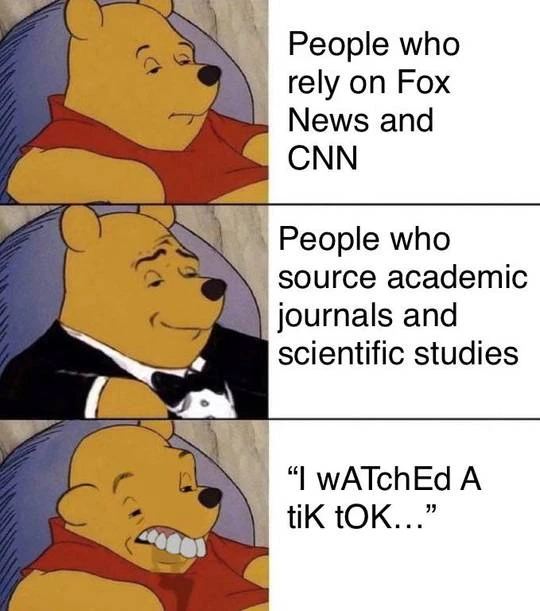 People who
rely on Fox
News and
CNN
People who
source academic
journals and
scientific studies
“I wATchEd A
tiK tOK…”